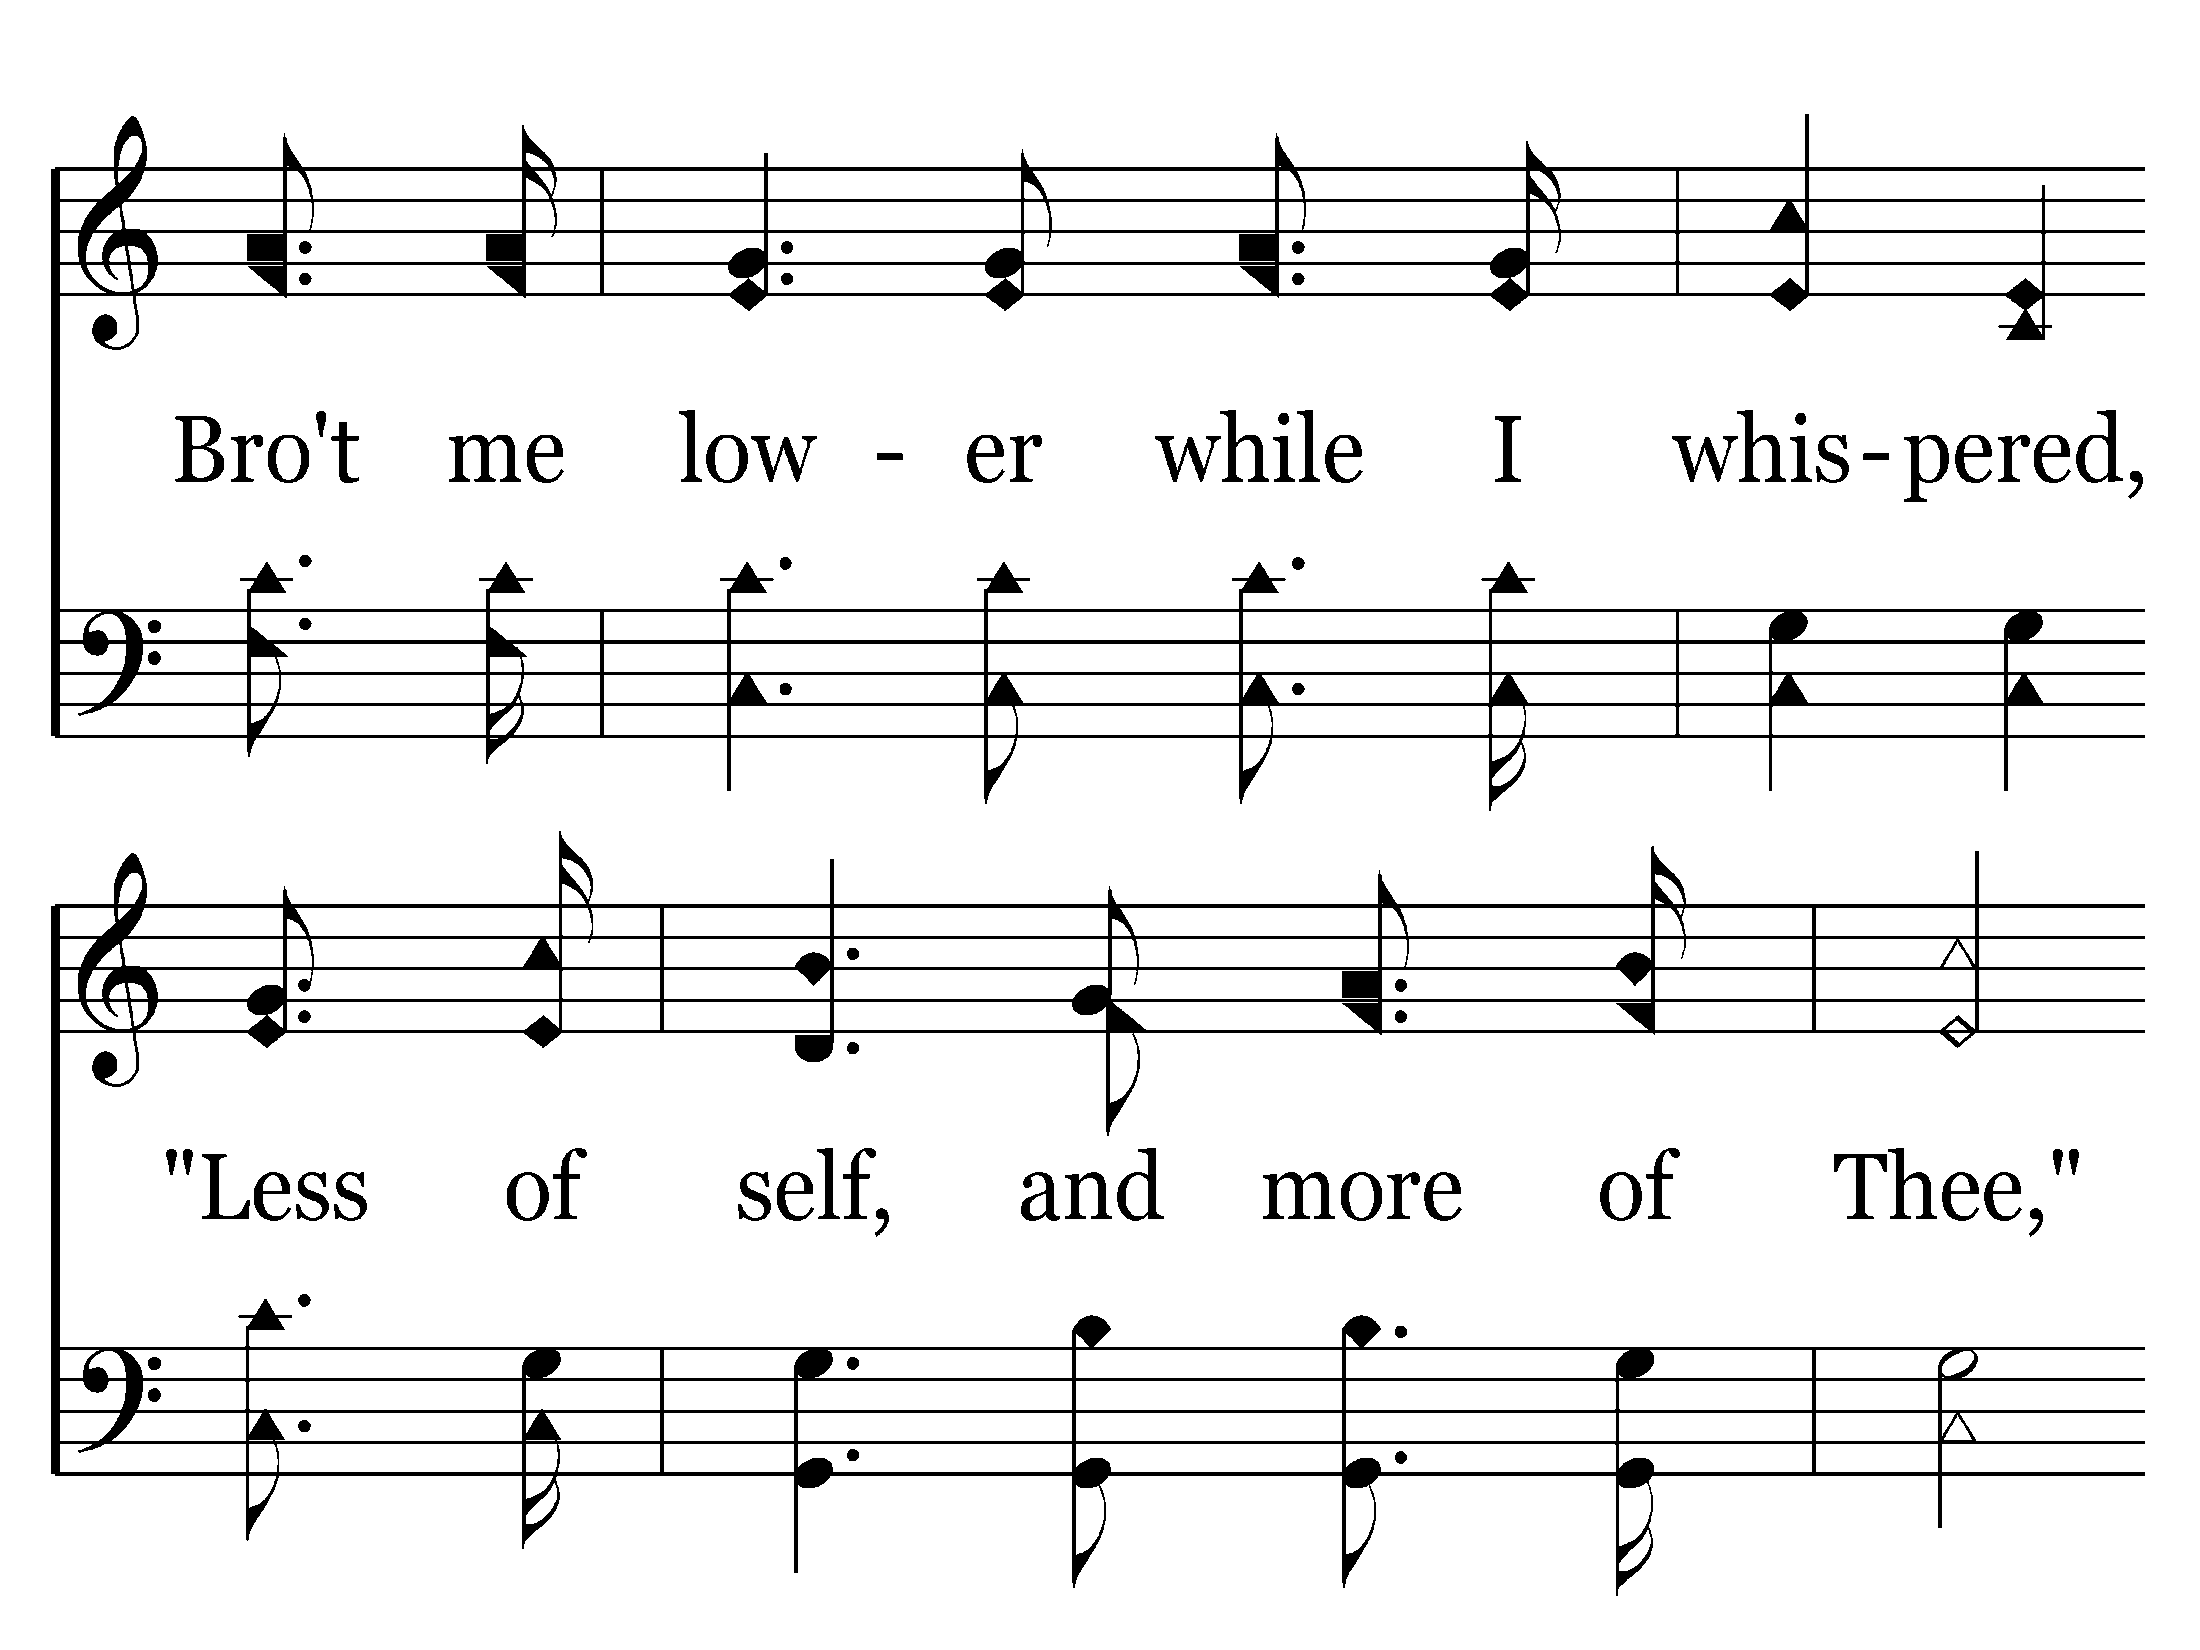 Bro't me low - er while I whis - pered,
"Less of self, and more of Thee,"